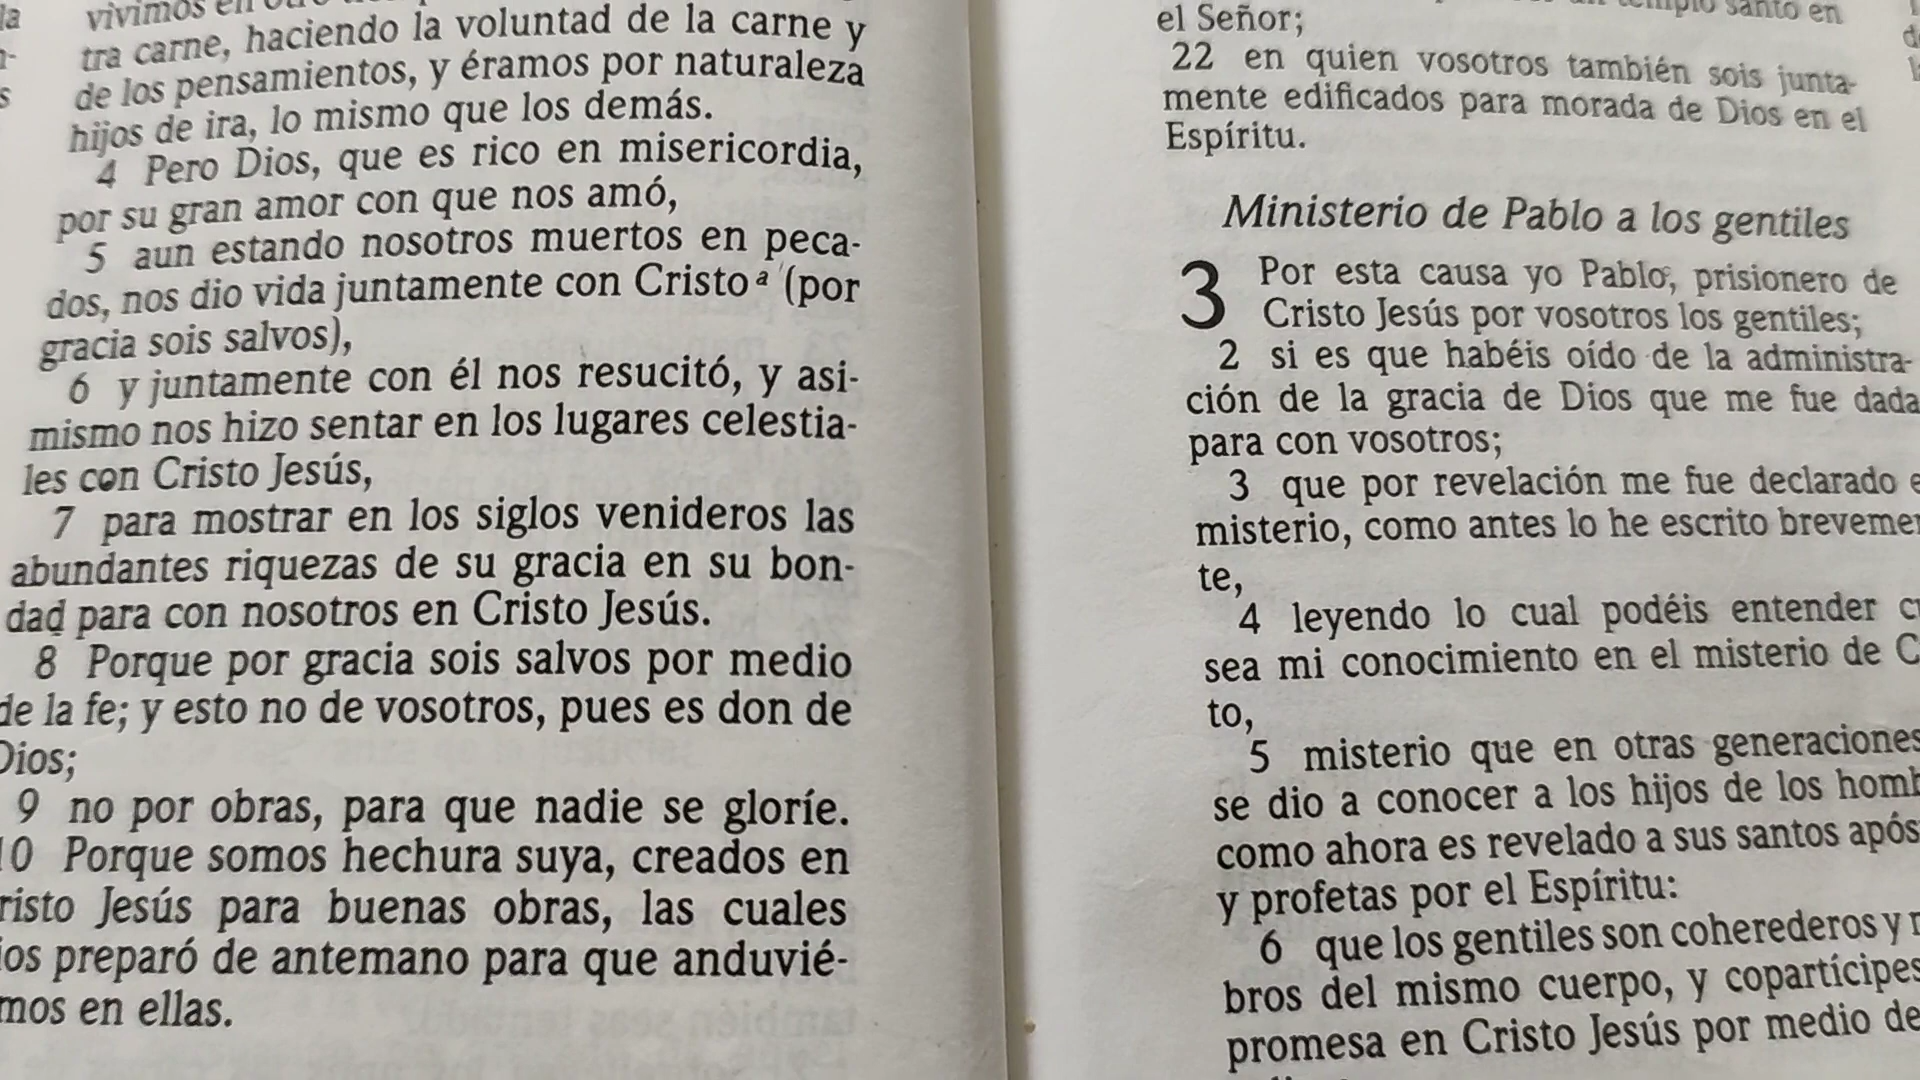 la
vivimos en
tra carne, haciendo la voluntad de la carne y
de los pensamientos, y éramos por naturaleza
hijos de ira, lo mismo que los demás.
4 Pero Dios, que es rico en misericordia,
por su gran amor con que nos amó,
5 aun estando nosotros muertos en peca-
dos, nos dio vida juntamente con Cristo ª (por
gracia sois salvos),
6 y juntamente con él nos resucitó, y asi-
mismo nos hizo sentar en los lugares celestia-
les con Cristo Jesús,
7 para mostrar en los siglos venideros las
abundantes riquezas de su gracia en su bon-
dad para con nosotros en Cristo Jesús.
8 Porque por gracia sois salvos por medio
de la fe; y esto no de vosotros, pues es don de
Dios;
9 no por obras, para que nadie se gloríe.
10 Porque somos hechura suya, creados en
risto Jesús para buenas obras, las cuales
ios preparó de antemano para que anduvié-
mos en ellas.
templo santo en
el Señor;
22 en quien vosotros también sois junta-
mente edificados para morada de Dios en el
Espíritu.
Ministerio de Pablo a los gentiles
3 Por esta causa yo Pablo, prisionero de
Cristo Jesús por vosotros los gentiles;
2 si es que habéis oído de la administra-
ción de la gracia de Dios que me fue dada
para con vosotros;
3 que por revelación me fue declarado e
misterio, como antes lo he escrito breveme
te,
4 leyendo lo cual podéis entender c
sea mi conocimiento en el misterio de C
to,
5 misterio que en otras generaciones
se dio a conocer a los hijos de los homb
como ahora es revelado a sus santos após
y profetas por el Espíritu:
6 que los gentiles son coherederos y
bros del mismo cuerpo, y copartícipes
promesa en Cristo Jesús por medio de